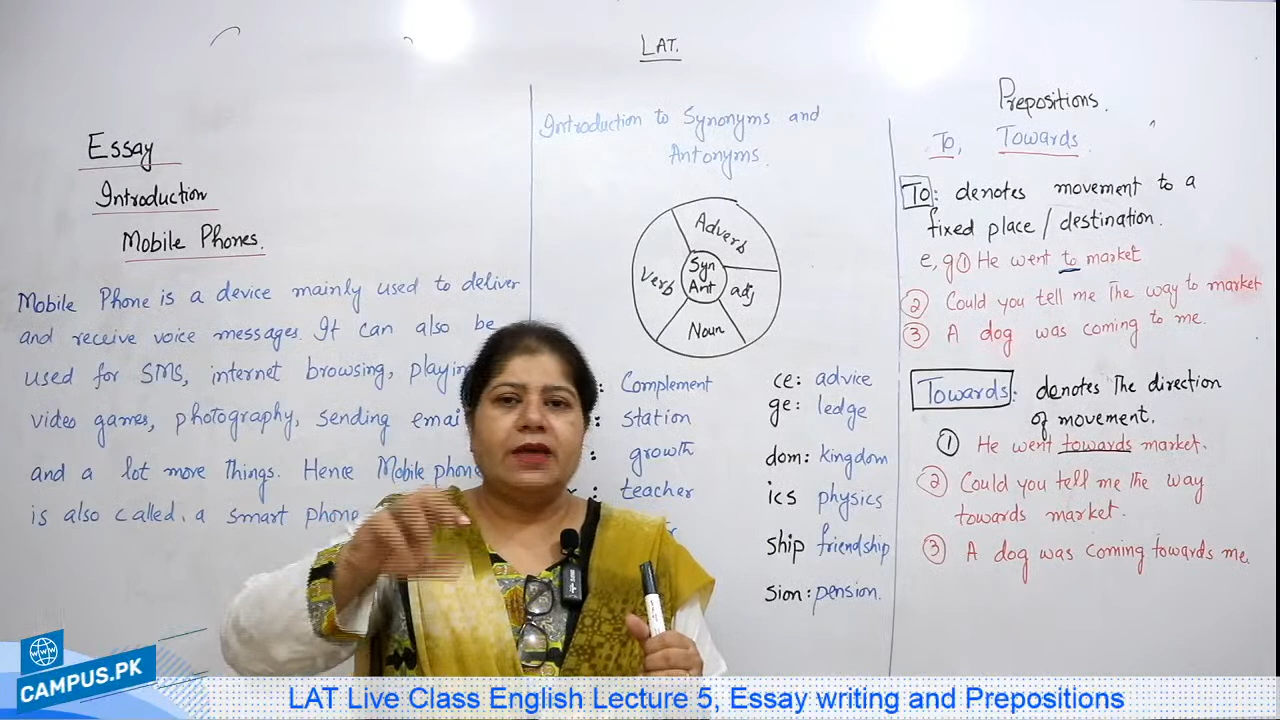 LAT.
Essay
Introduction
Mobile Phones.
Mobile Phone is a device mainly used to deliver
and receive voice messages. It can also be
used for SMS, internet browsing, playin
video games, photography, sending emai
and a lot more things. Hence Mobile phone
is also called. a smart phone
Introduction to Synonyms and
Antonyms.
Adverb
Verb
Syn
Ant
adj
Noun
: Complement
: station
: growth
: teacher
ce: advice
ge: ledge
dom: kingdom
ics physics
ship friendship
sion: pension.
Prepositions.
To, Towards
To: denotes movement to a
fixed place / destination.
e,g ① He went to market
② Could you tell me the way to market
③ A dog was coming to me.
Towards: denotes the direction
of movement.
① He went towards market.
② Could you tell me the way
towards market.
③ A dog was coming towards me.
WWW
CAMPUS.PK
LAT Live Class English Lecture 5, Essay writing and Prepositions